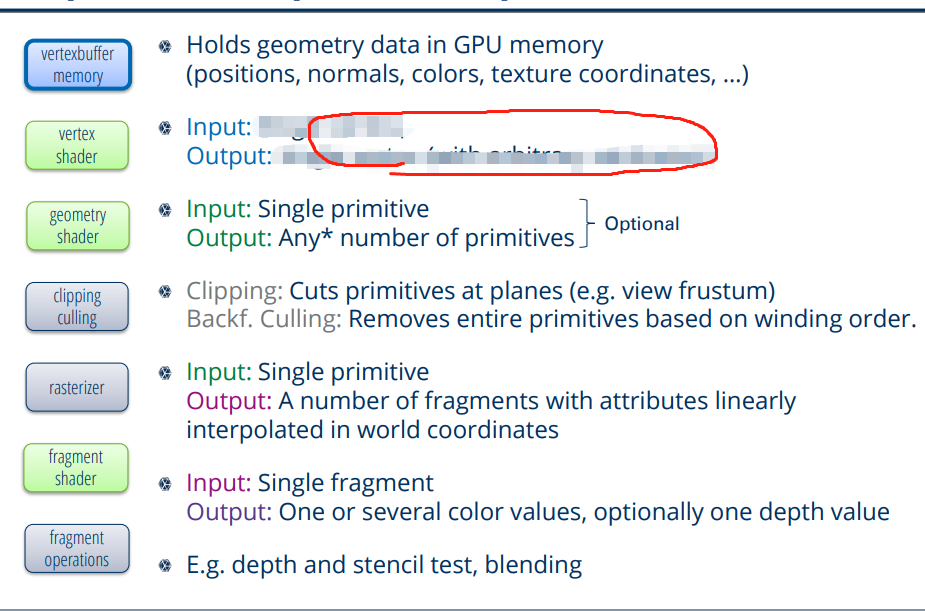 vertexbuffer
memory
Holds geometry data in GPU memory
(positions, normals, colors, texture coordinates, ...)
vertex
shader
Input:
Output:
geometry
shader
Input: Single primitive
Output: Any* number of primitives
Optional
clipping
culling
Clipping: Cuts primitives at planes (e.g. view frustum)
Backf. Culling: Removes entire primitives based on winding order.
rasterizer
Input: Single primitive
Output: A number of fragments with attributes linearly
interpolated in world coordinates
fragment
shader
Input: Single fragment
Output: One or several color values, optionally one depth value
fragment
operations
E.g. depth and stencil test, blending